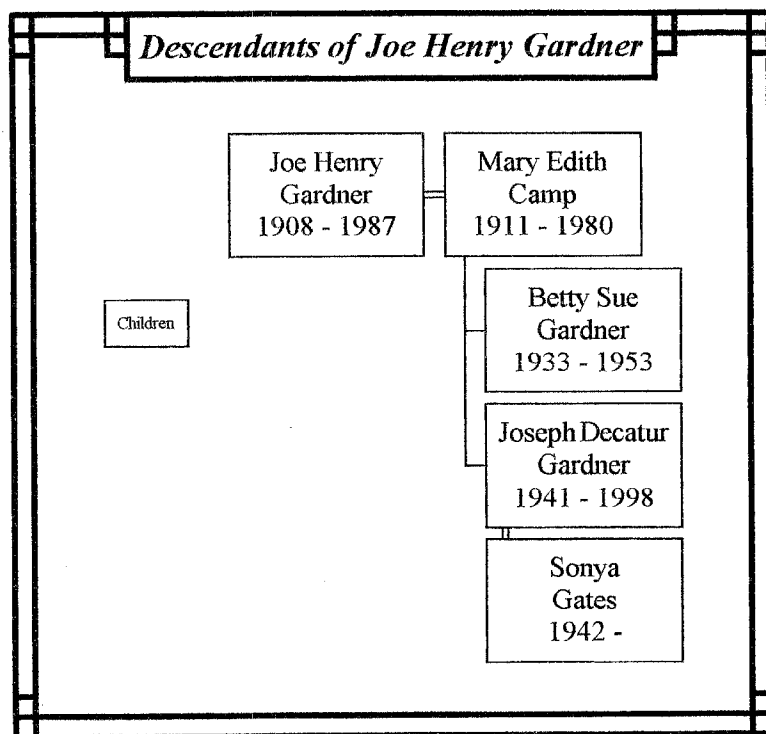 Descendants of Joe Henry Gardner
Joe Henry
Gardner
1908 - 1987
Mary Edith
Camp
1911 - 1980
Children
Betty Sue
Gardner
1933 - 1953
Joseph Decatur
Gardner
1941 - 1998
Sonya
Gates
1942 -